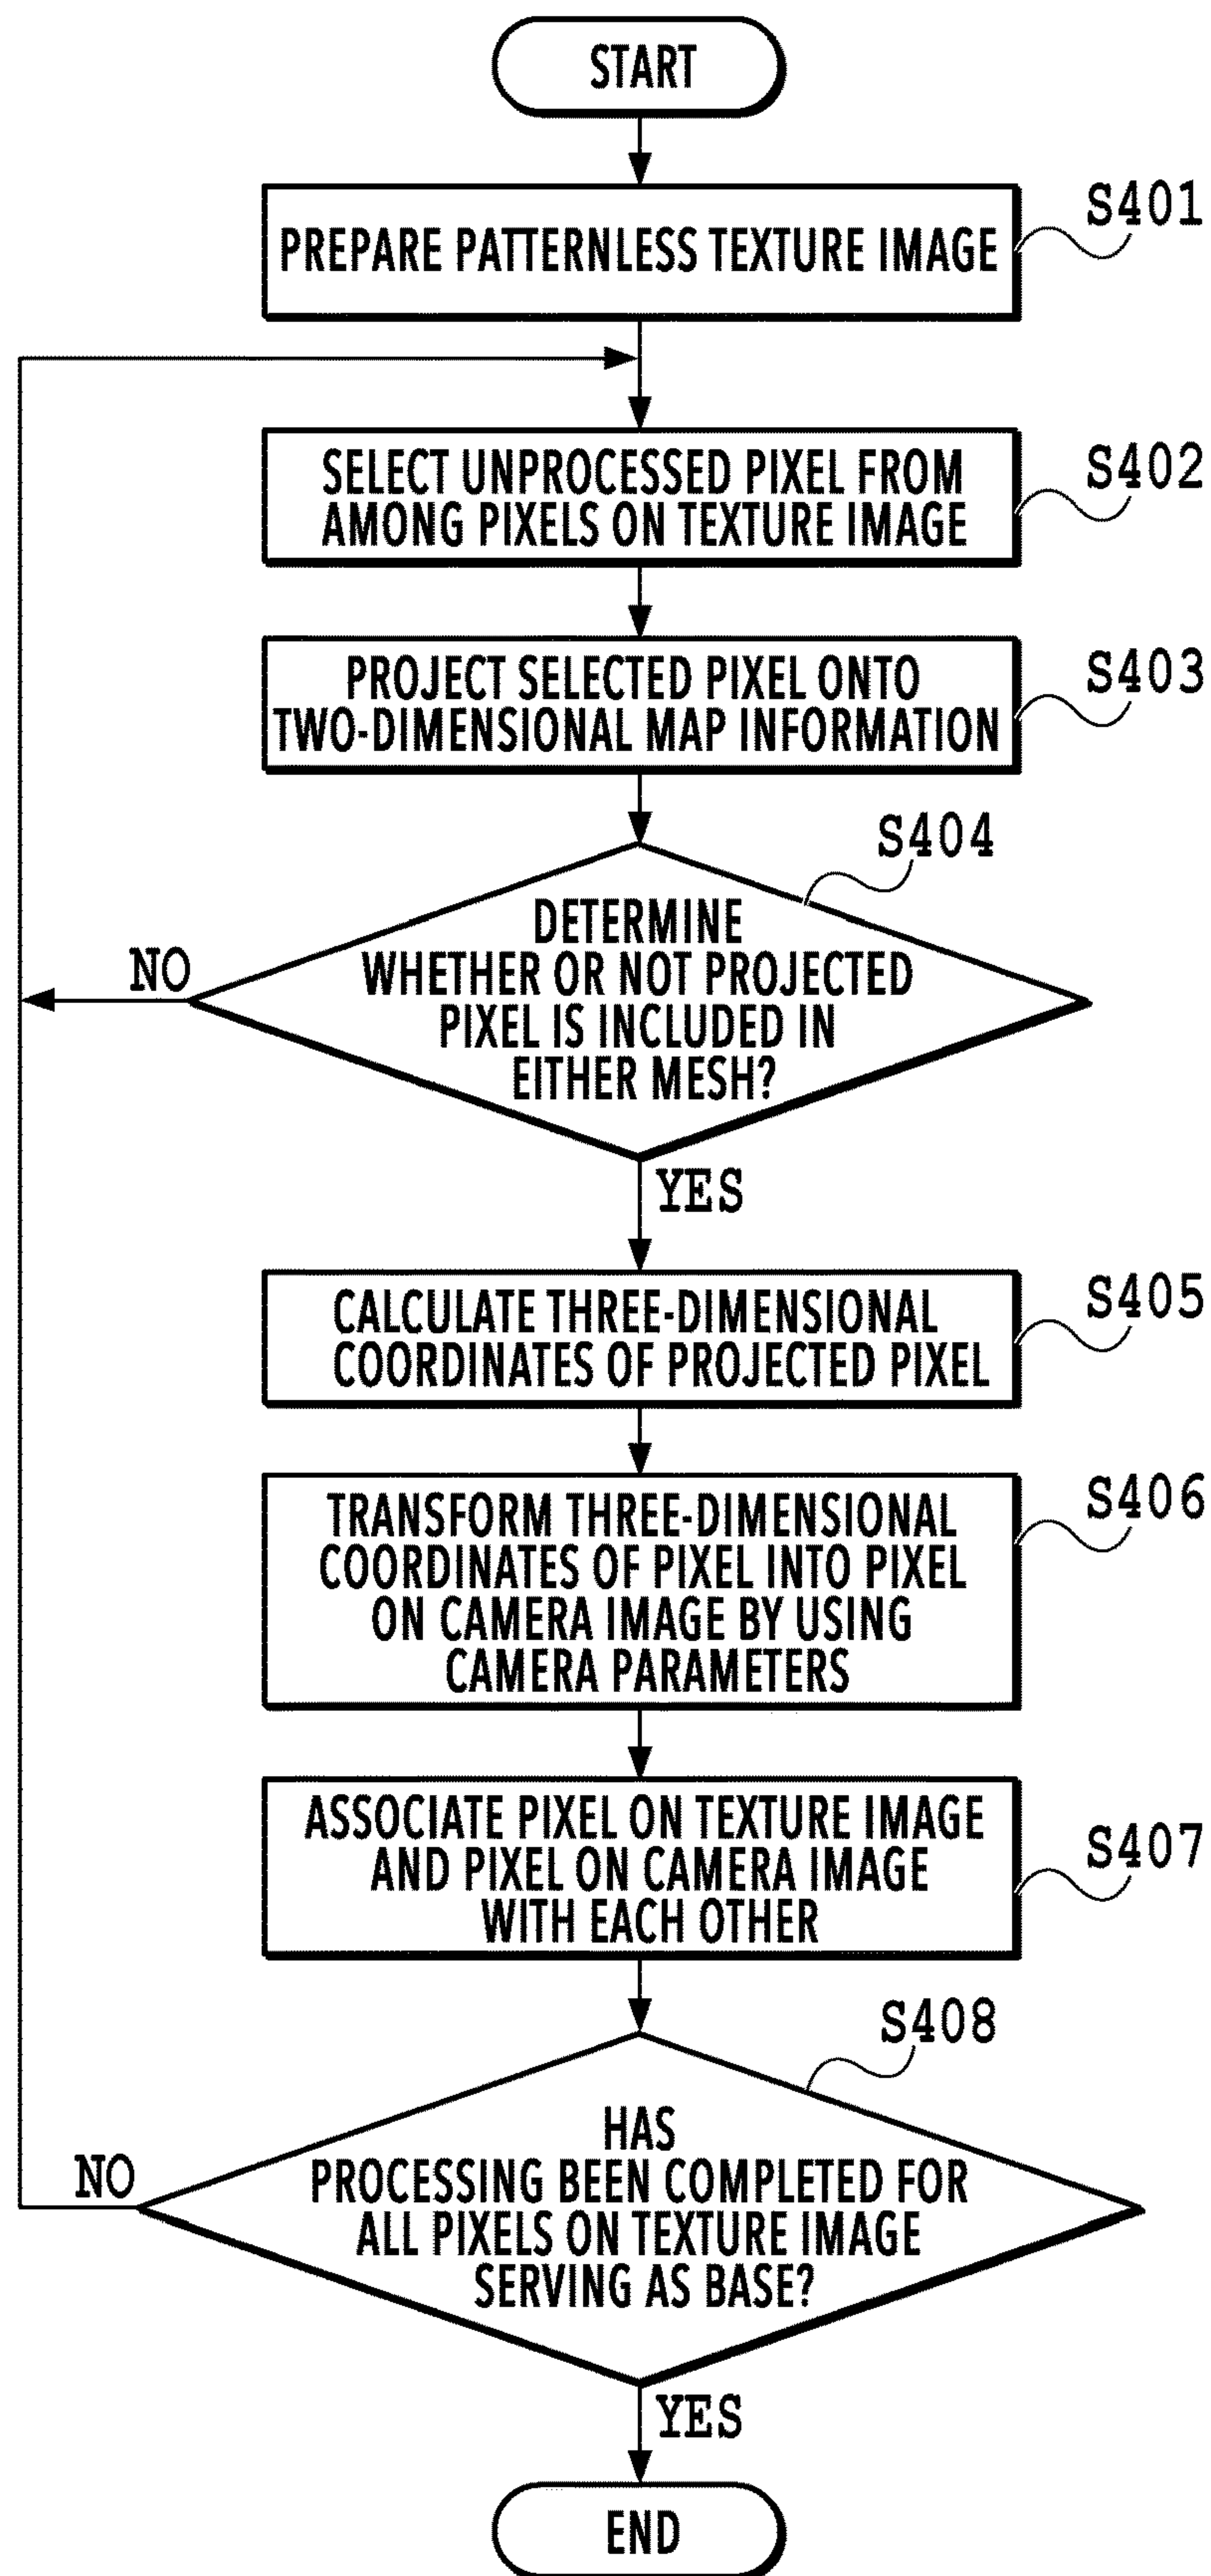 START
PREPARE PATTERNLESS TEXTURE IMAGE
S401
SELECT UNPROCESSED PIXEL FROM
AMONG PIXELS ON TEXTURE IMAGE
S402
PROJECT SELECTED PIXEL ONTO
TWO-DIMENSIONAL MAP INFORMATION
S403
S404
DETERMINE
WHETHER OR NOT PROJECTED
PIXEL IS INCLUDED IN
EITHER MESH?
NO
YES
CALCULATE THREE-DIMENSIONAL
COORDINATES OF PROJECTED PIXEL
S405
TRANSFORM THREE-DIMENSIONAL
COORDINATES OF PIXEL INTO PIXEL
ON CAMERA IMAGE BY USING
CAMERA PARAMETERS
S406
ASSOCIATE PIXEL ON TEXTURE IMAGE
AND PIXEL ON CAMERA IMAGE
WITH EACH OTHER
S407
S408
HAS
PROCESSING BEEN COMPLETED FOR
ALL PIXELS ON TEXTURE IMAGE
SERVING AS BASE?
NO
YES
END